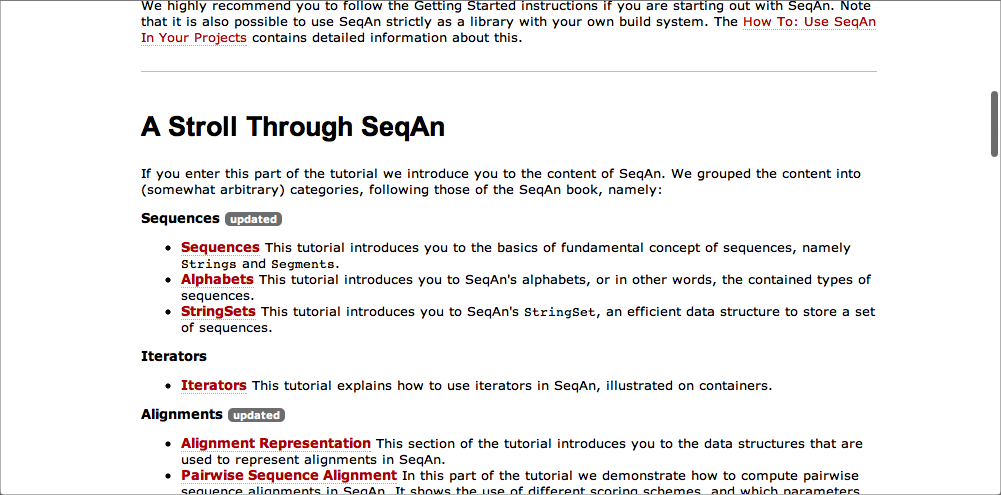 We highly recommend you to follow the Getting Started instructions if you are starting out with SeqAn. Note
that it is also possible to use SeqAn strictly as a library with your own build system. The How To: Use SeqAn
In Your Projects contains detailed information about this.
A Stroll Through SeqAn
If you enter this part of the tutorial we introduce you to the content of SeqAn. We grouped the content into
(somewhat arbitrary) categories, following those of the SeqAn book, namely:
Sequences updated
• Sequences This tutorial introduces you to the basics of fundamental concept of sequences, namely
Strings and Segments.
• Alphabets This tutorial introduces you to SeqAn's alphabets, or in other words, the contained types of
sequences.
• StringSets This tutorial introduces you to SeqAn's StringSet, an efficient data structure to store a set
of sequences.
Iterators
• Iterators This tutorial explains how to use iterators in SeqAn, illustrated on containers.
Alignments updated
• Alignment Representation This section of the tutorial introduces you to the data structures that are
used to represent alignments in SeqAn.
• Pairwise Sequence Alignment In this part of the tutorial we demonstrate how to compute pairwise
sequence alignments in SeqAn. It shows the use of different scoring schemes, and which parameters